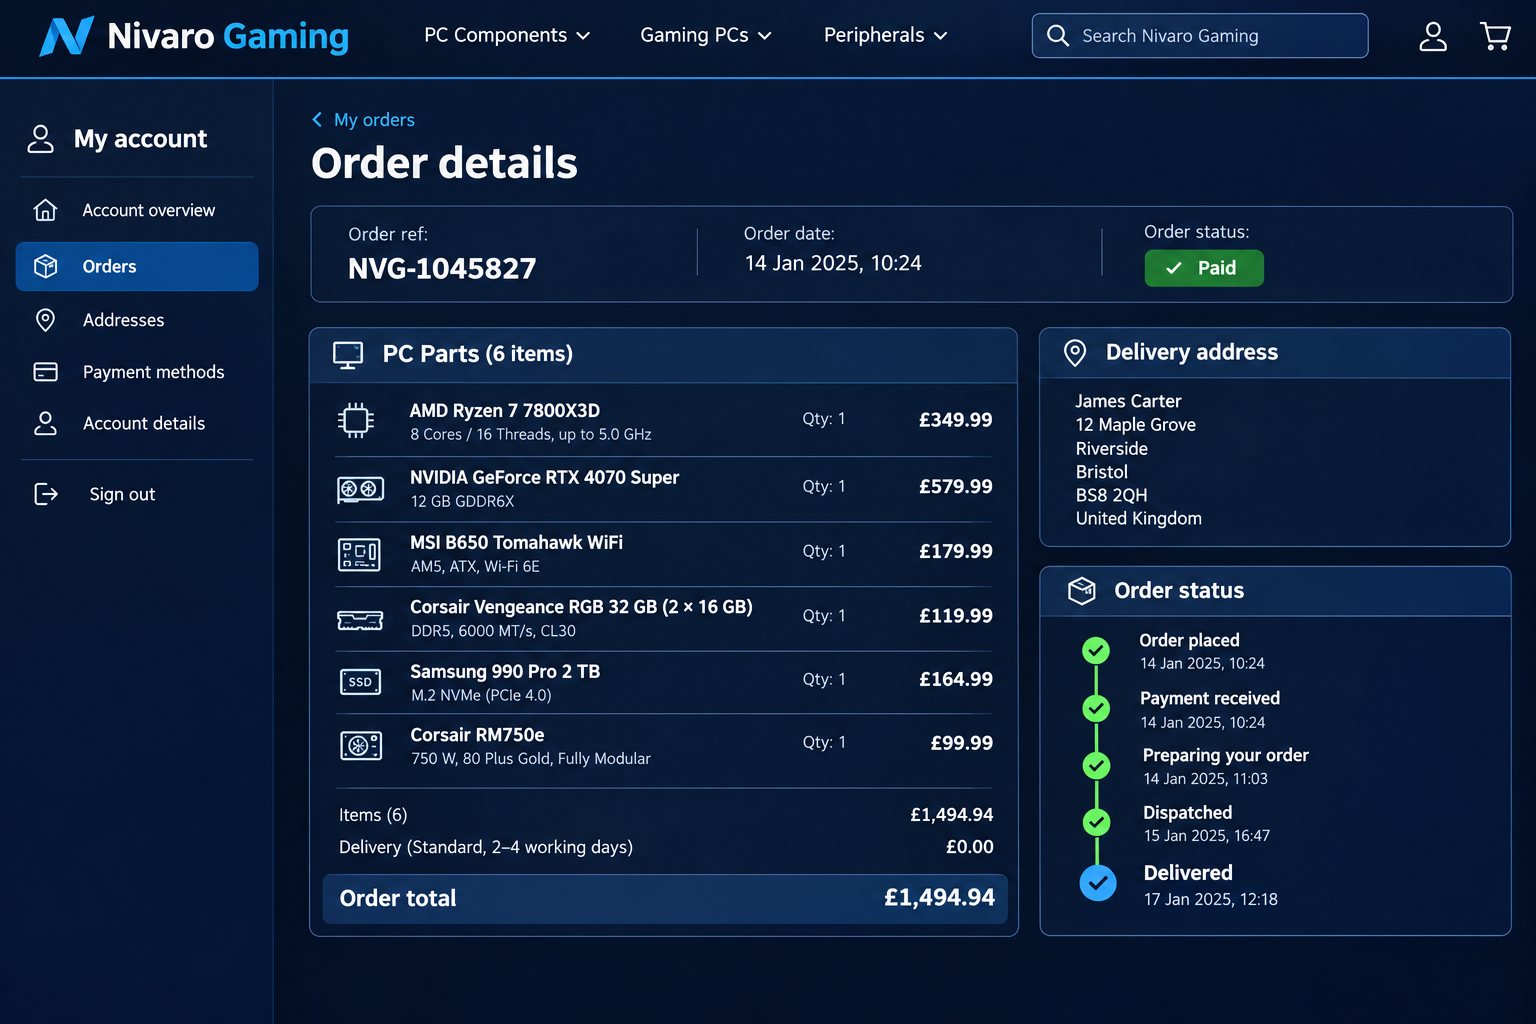 Nivaro Gaming
PC Components
Gaming PCs
Peripherals
Search Nivaro Gaming
My account
Account overview
Orders
Addresses
Payment methods
Account details
Sign out
My orders
Order details
Order ref:
NVG-1045827
Order date:
14 Jan 2025, 10:24
Order status:
Paid
PC Parts (6 items)
AMD Ryzen 7 7800X3D
8 Cores / 16 Threads, up to 5.0 GHz
Qty: 1
£349.99
NVIDIA GeForce RTX 4070 Super
12 GB GDDR6X
Qty: 1
£579.99
MSI B650 Tomahawk WiFi
AM5, ATX, Wi-Fi 6E
Qty: 1
£179.99
Corsair Vengeance RGB 32 GB (2 × 16 GB)
DDR5, 6000 MT/s, CL30
Qty: 1
£119.99
SSD
Samsung 990 Pro 2 TB
M.2 NVMe (PCIe 4.0)
Qty: 1
£164.99
Corsair RM750e
750 W, 80 Plus Gold, Fully Modular
Qty: 1
£99.99
Items (6)
£1,494.94
Delivery (Standard, 2–4 working days)
£0.00
Order total
£1,494.94
Delivery address
James Carter
12 Maple Grove
Riverside
Bristol
BS8 2QH
United Kingdom
Order status
Order placed
14 Jan 2025, 10:24
Payment received
14 Jan 2025, 10:24
Preparing your order
14 Jan 2025, 11:03
Dispatched
15 Jan 2025, 16:47
Delivered
17 Jan 2025, 12:18